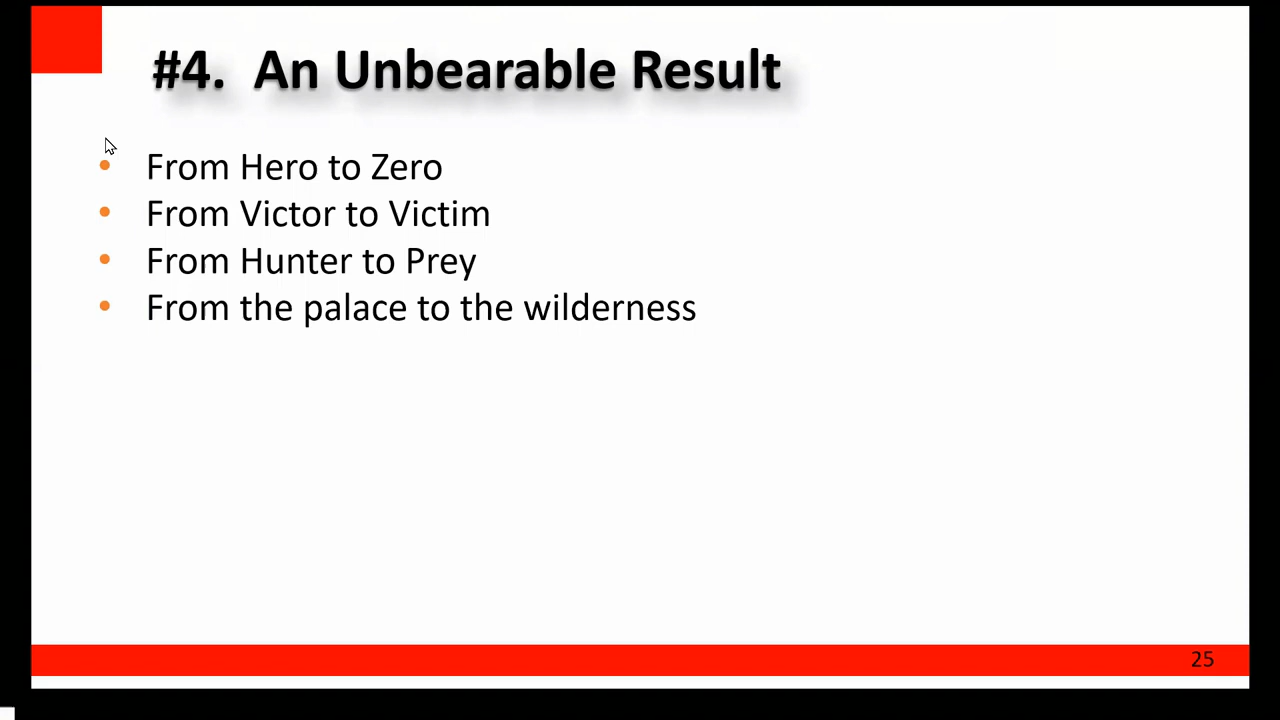 #4. An Unbearable Result
• From Hero to Zero
• From Victor to Victim
• From Hunter to Prey
• From the palace to the wilderness
25